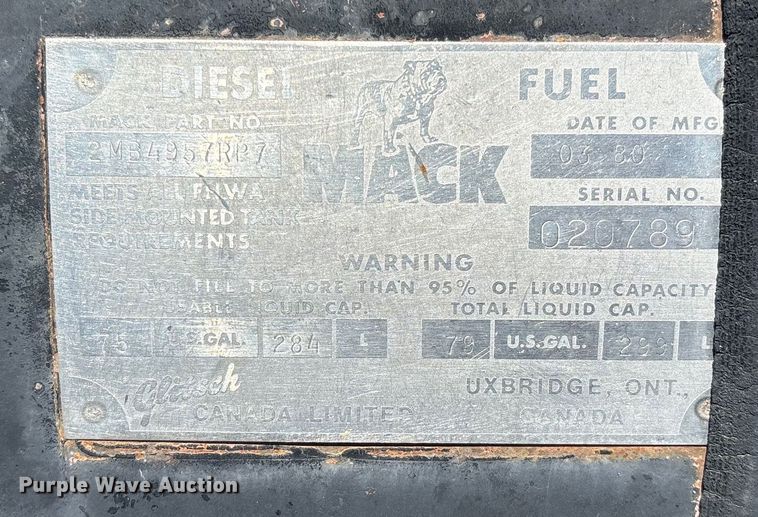 DIESEL FUEL
MACK PART NO. DATE OF MFG
2MB4957RP7 MACK 03 80
MEETS ALL FHWA SERIAL NO.
SIDE MOUNTED TANK 020789
REQUIREMENTS
WARNING
DO NOT FILL TO MORE THAN 95% OF LIQUID CAPACITY
USABLE LIQUID CAP. TOTAL LIQUID CAP.
75 U.S.GAL. 284 L 79 U.S.GAL. 299 L
Glitsch UXBRIDGE, ONT.,
CANADA LIMITED CANADA
Purple Wave Auction